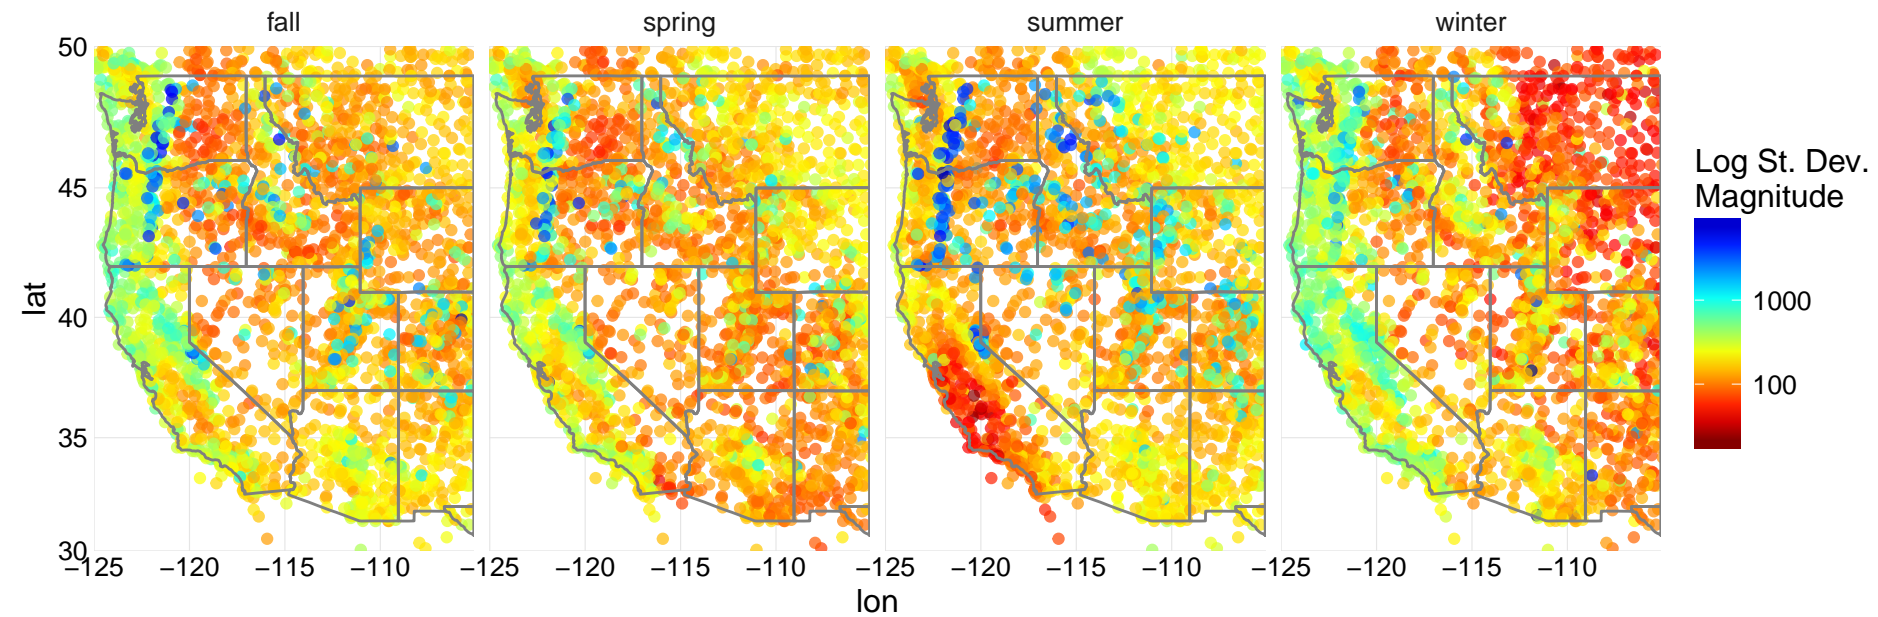 fall spring summer winter
50
45
40
35
30
lat
−125 −120 −115 −110 −125 −120 −115 −110 −125 −120 −115 −110 −125 −120 −115 −110
lon
Log St. Dev.
Magnitude
1000
100